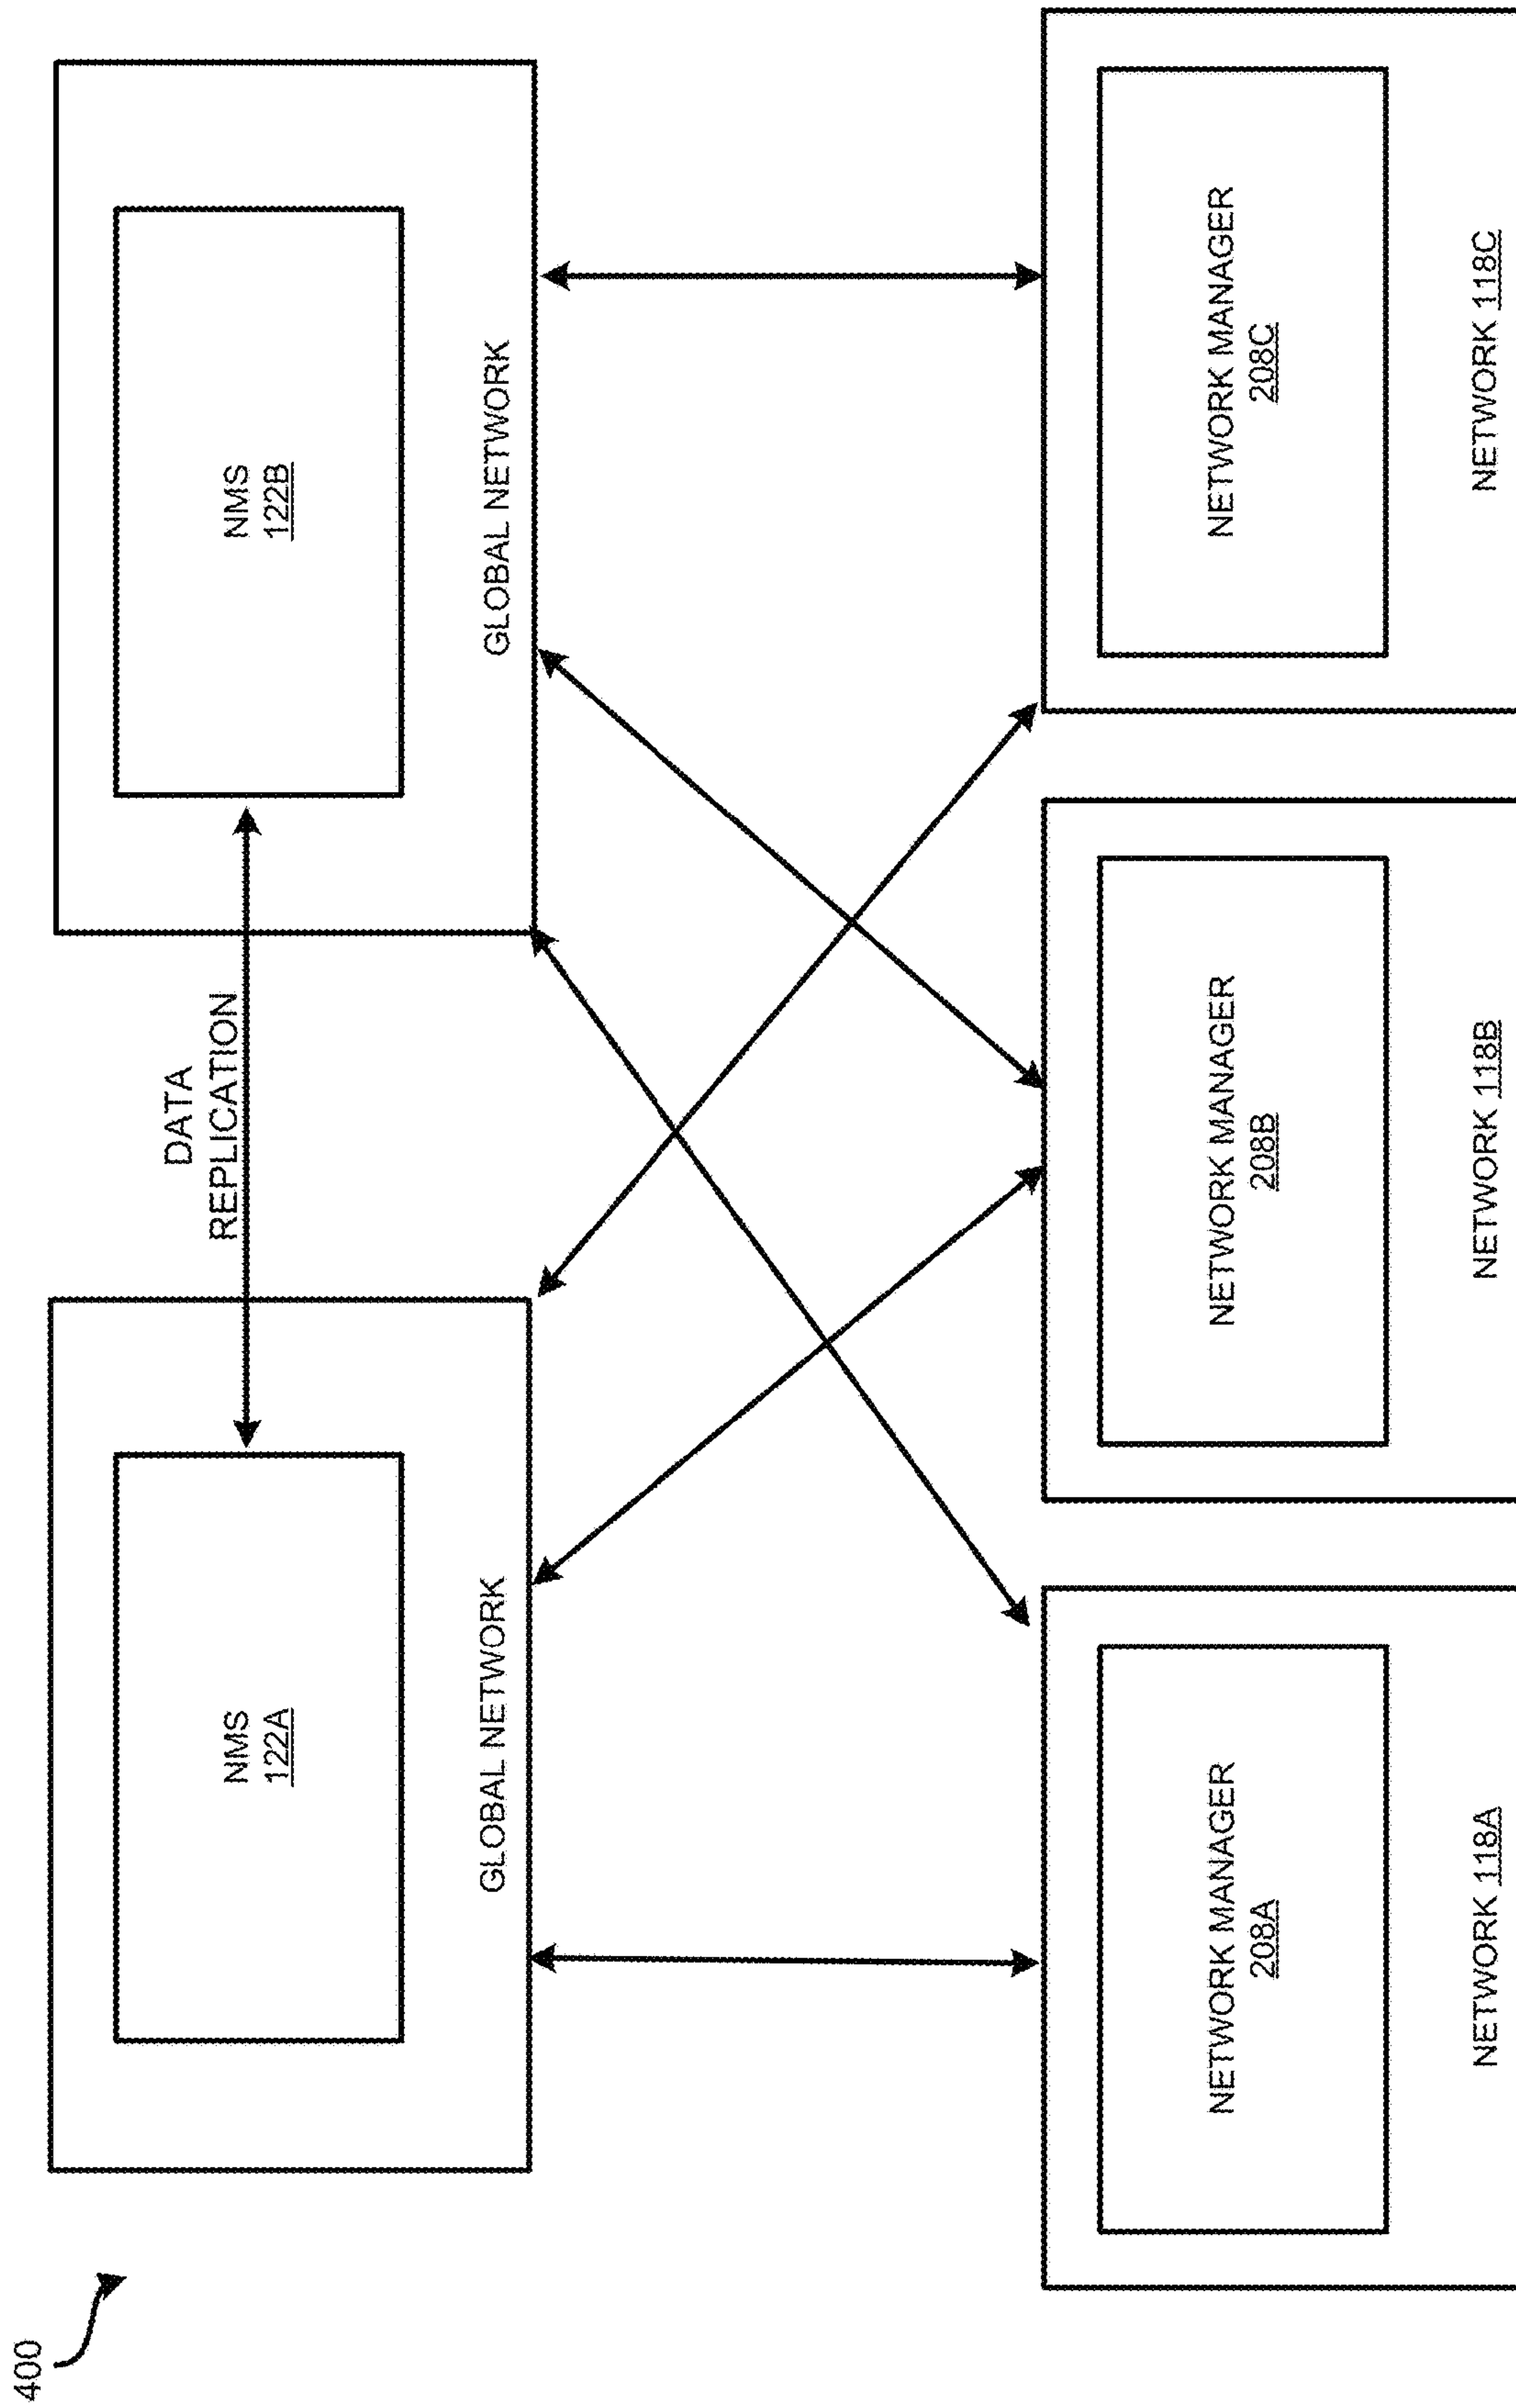 400
DATA
REPLICATION
NMS
122A
GLOBAL NETWORK
NMS
122B
GLOBAL NETWORK
NETWORK MANAGER
208A
NETWORK 118A
NETWORK MANAGER
208B
NETWORK 118B
NETWORK MANAGER
208C
NETWORK 118C